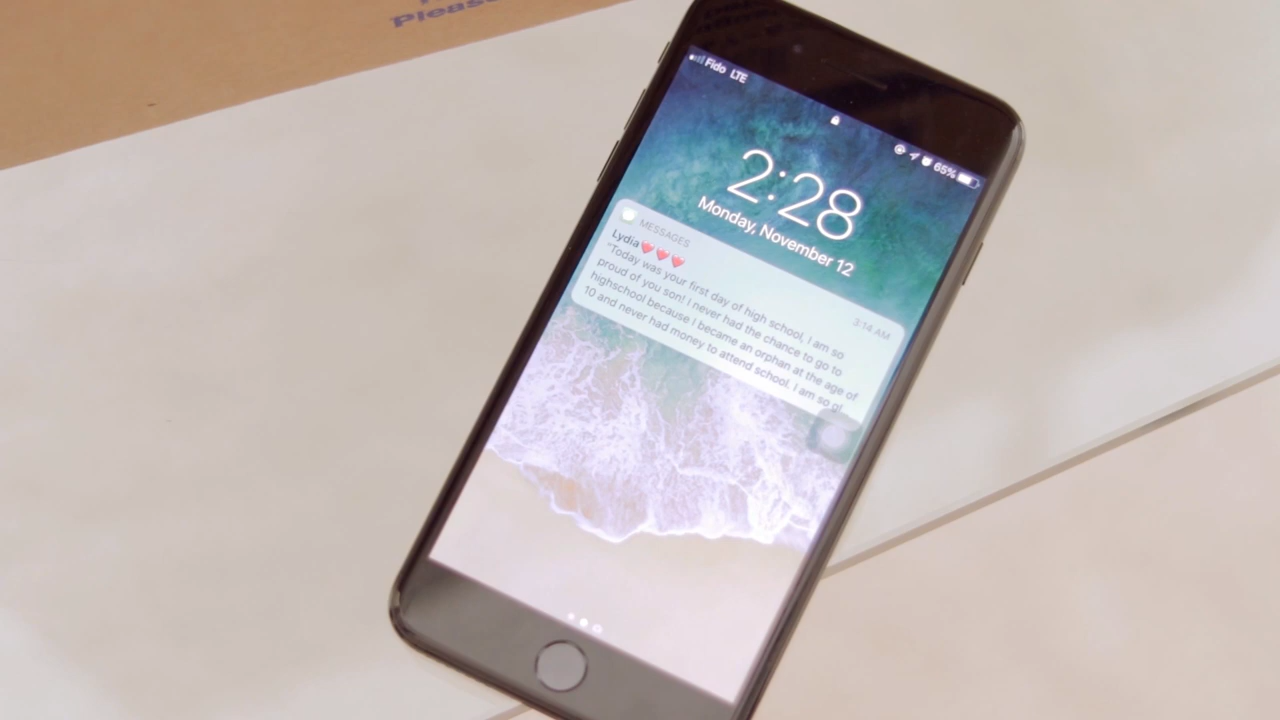 Please
Fido LTE
65%
2:28
Monday, November 12
MESSAGES
3:14 AM
Lydia❤️❤️❤️
"Today was your first day of high school, I am so
proud of you son! I never had the chance to go to
highschool because I became an orphan at the age of
10 and never had money to attend school. I am so gl